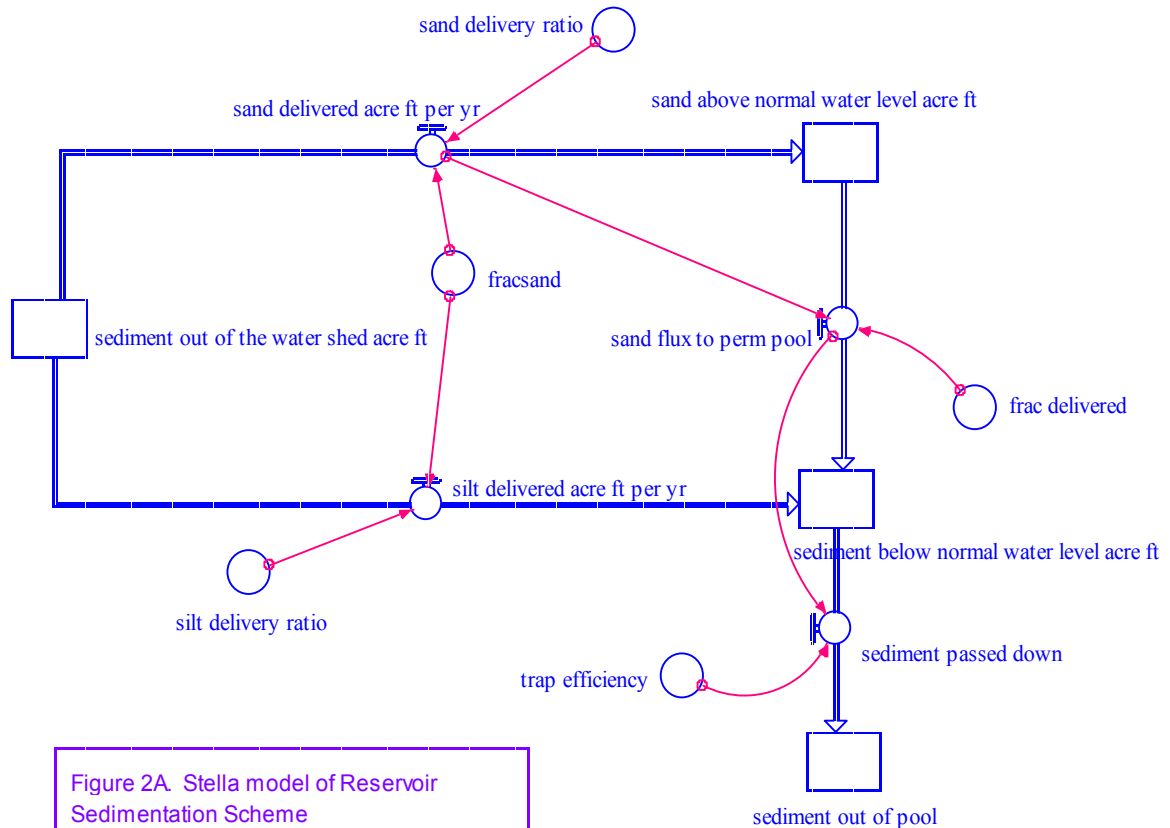 sand delivery ratio
sand delivered acre ft per yr
sand above normal water level acre ft
fracsand
sediment out of the water shed acre ft
sand flux to perm pool
frac delivered
silt delivered acre ft per yr
sediment below normal water level acre ft
silt delivery ratio
sediment passed down
trap efficiency
Figure 2A. Stella model of Reservoir
Sedimentation Scheme
sediment out of pool